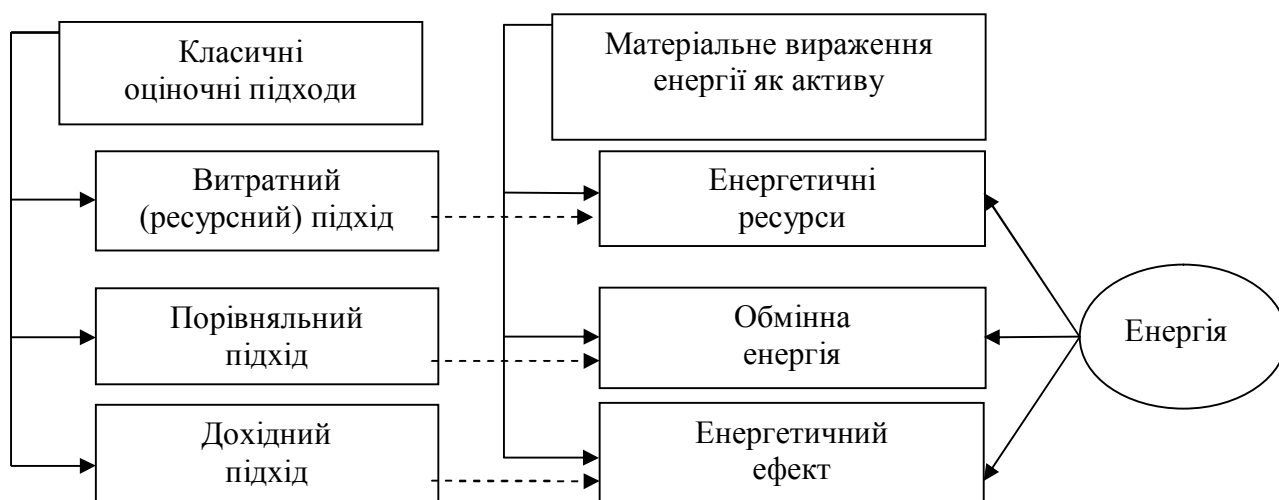 Класичні
оціночні підходи
Матеріальне вираження
енергії як активу
Витратний
(ресурсний) підхід
Енергетичні
ресурси
Порівняльний
підхід
Обмінна
енергія
Енергія
Дохідний
підхід
Енергетичний
ефект